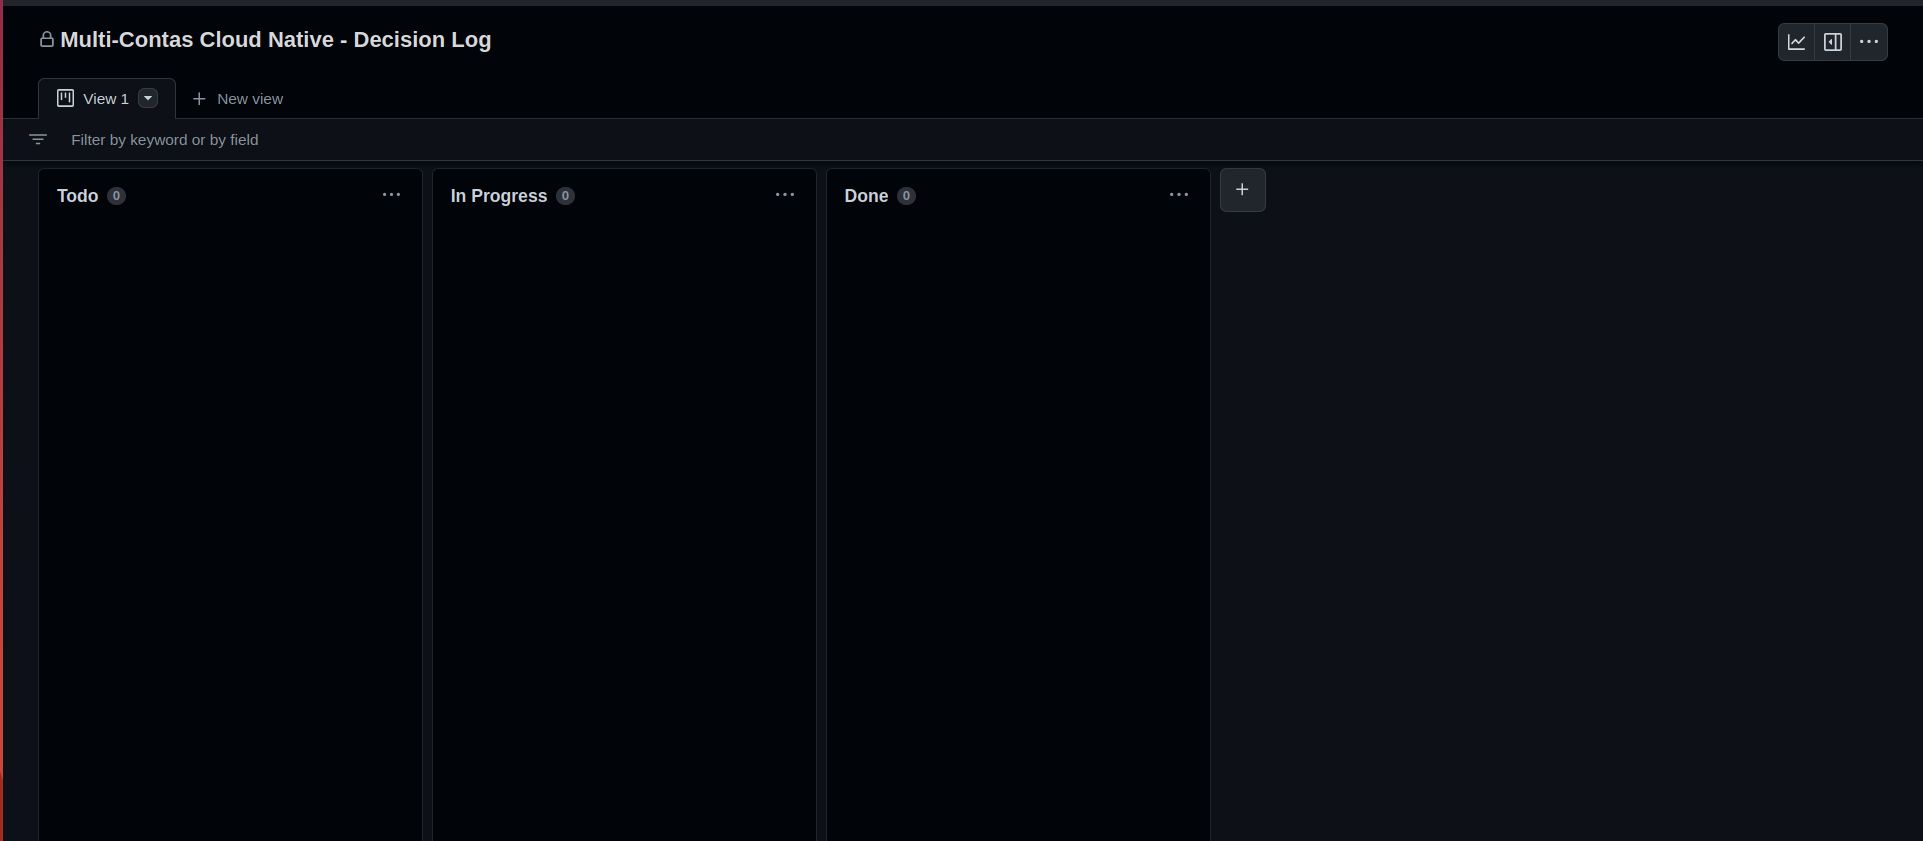 Multi-Contas Cloud Native - Decision Log
View 1
New view
Filter by keyword or by field
Todo 0
In Progress 0
Done 0